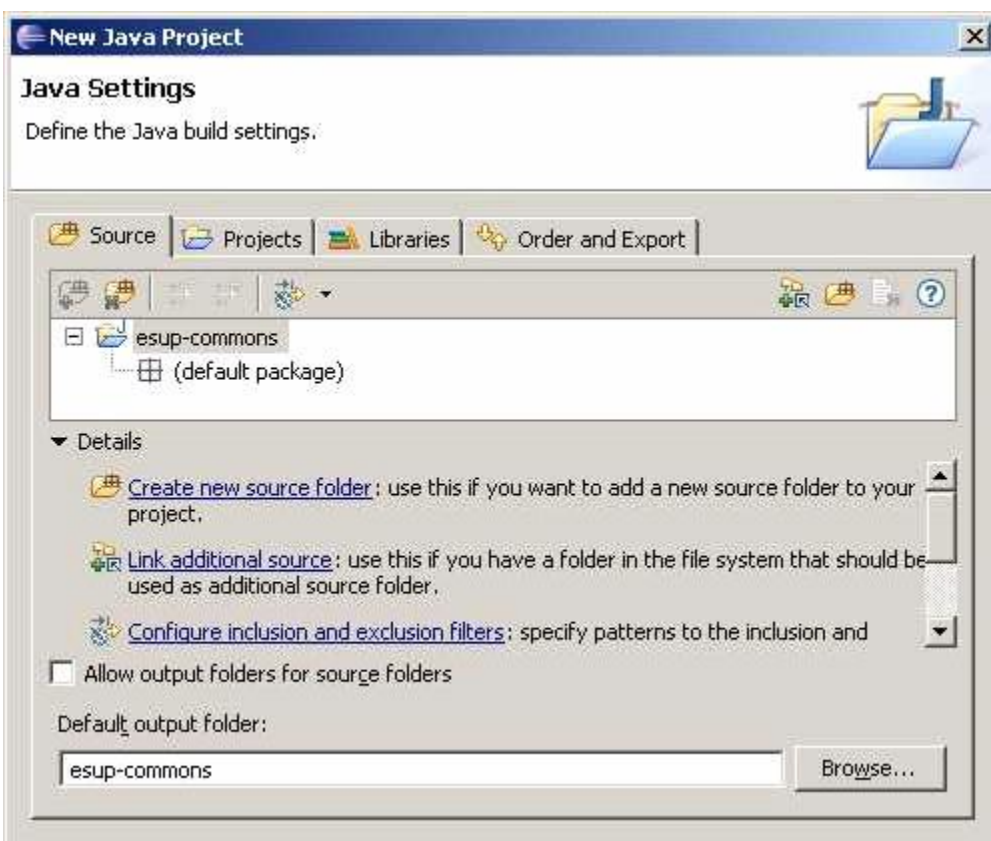 New Java Project
Java Settings
Define the Java build settings.
Source Projects Libraries Order and Export
esup-commons
(default package)
Details
Create new source folder: use this if you want to add a new source folder to your
project.
Link additional source: use this if you have a folder in the file system that should be
used as additional source folder.
Configure inclusion and exclusion filters: specify patterns to the inclusion and
Allow output folders for source folders
Default output folder:
esup-commons
Browse...